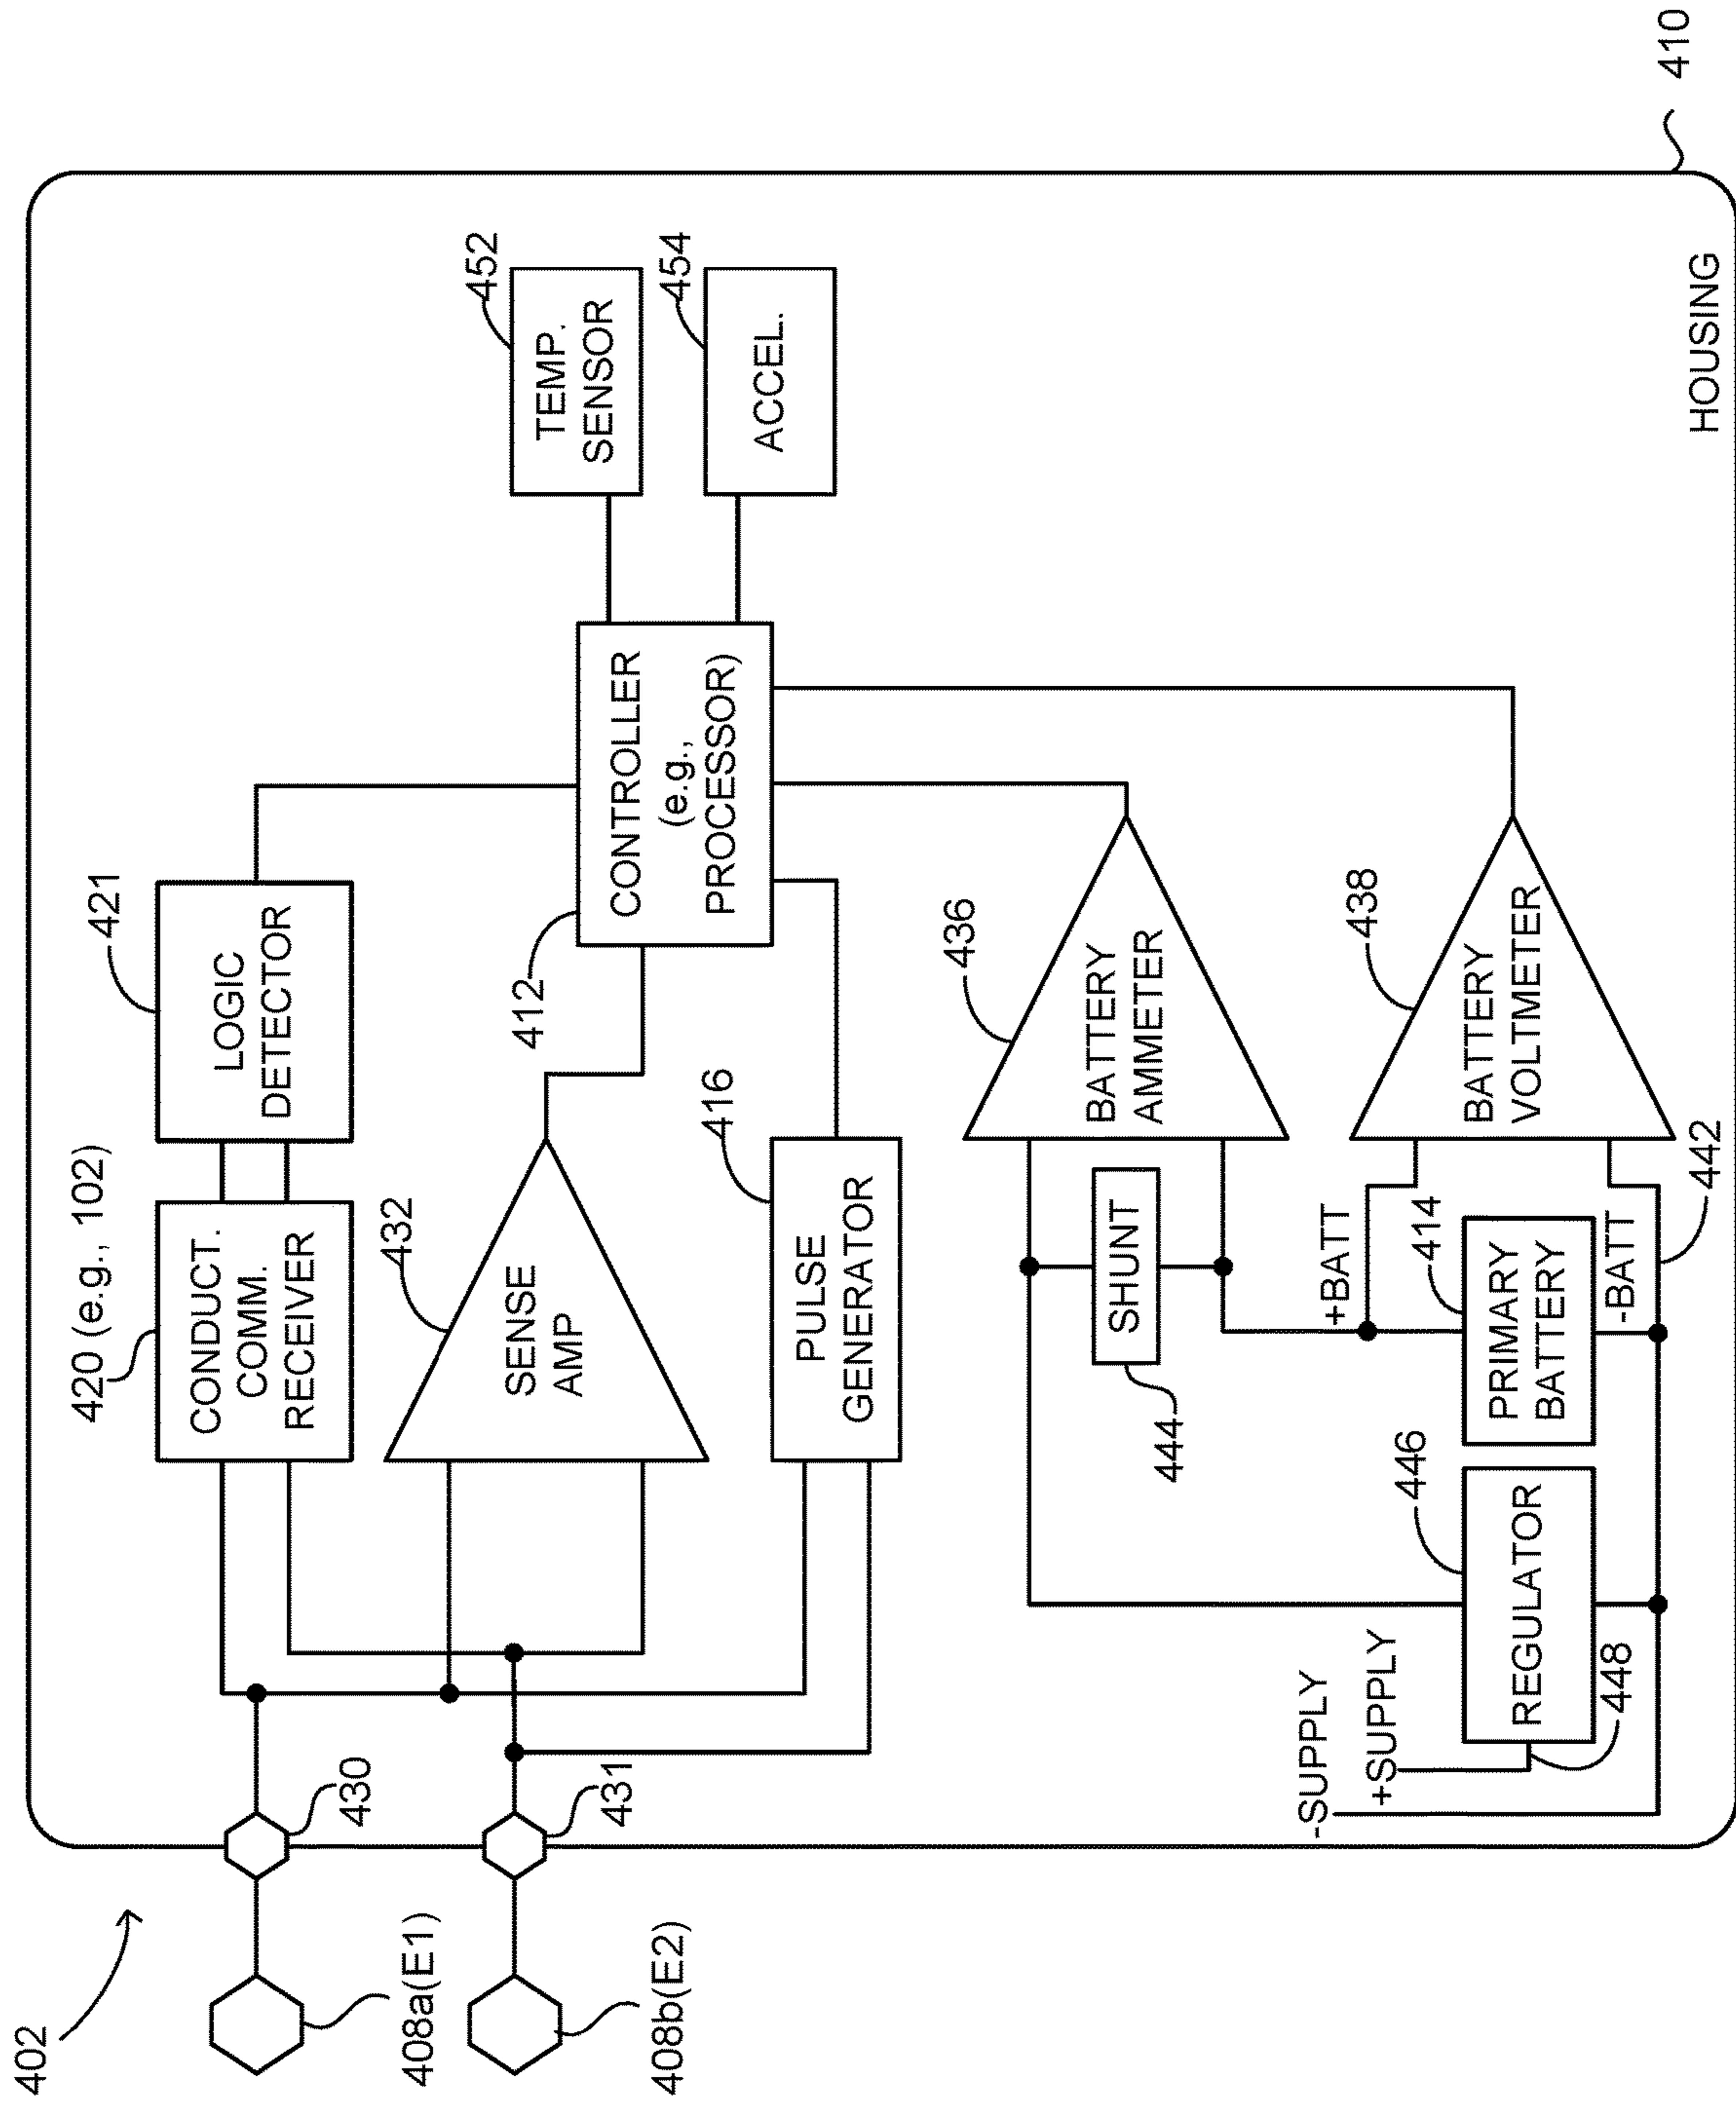 402
408a(E1)
408b(E2)
430
431
420 (e.g., 102)
CONDUCT.
COMM.
RECEIVER
421
LOGIC
DETECTOR
432
SENSE
AMP
416
PULSE
GENERATOR
412
CONTROLLER
(e.g.,
PROCESSOR)
452
TEMP.
SENSOR
454
ACCEL.
436
BATTERY
AMMETER
438
BATTERY
VOLTMETER
SHUNT
444
+BATT
414
PRIMARY
BATTERY
-BATT
442
446
REGULATOR
448
-SUPPLY
+SUPPLY
HOUSING
410